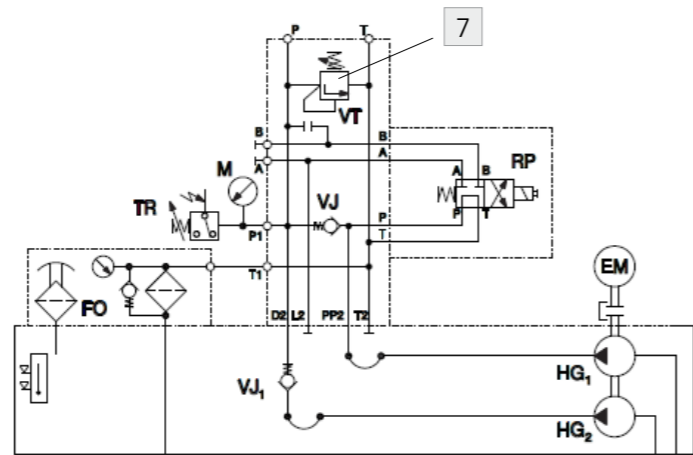 P T
7
VT
B B
A A
A B
RP
M
TR
VJ
P T
P1 P
T
T1
EM
FO
D2 L2 PP2 T2
VJ1
HG1
HG2